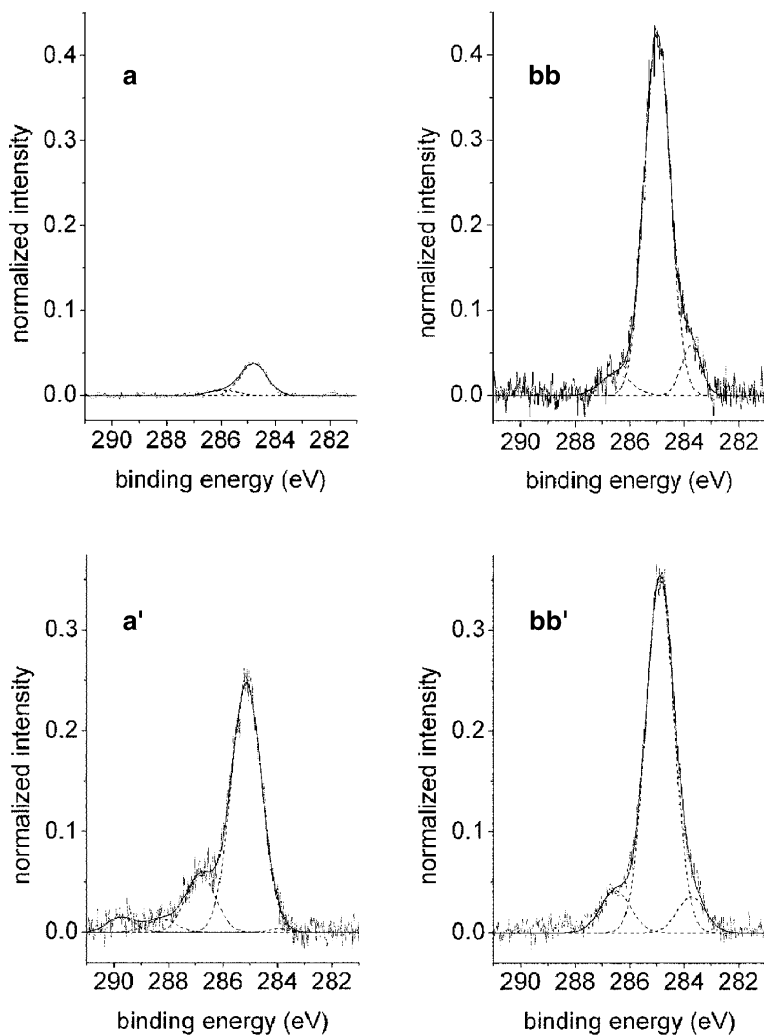 a
normalized intensity
0.4
0.3
0.2
0.1
0.0
290 288 286 284 282
binding energy (eV)
bb
normalized intensity
0.4
0.3
0.2
0.1
0.0
290 288 286 284 282
binding energy (eV)
a'
normalized intensity
0.3
0.2
0.1
0.0
290 288 286 284 282
binding energy (eV)
bb'
normalized intensity
0.3
0.2
0.1
0.0
290 288 286 284 282
binding energy (eV)